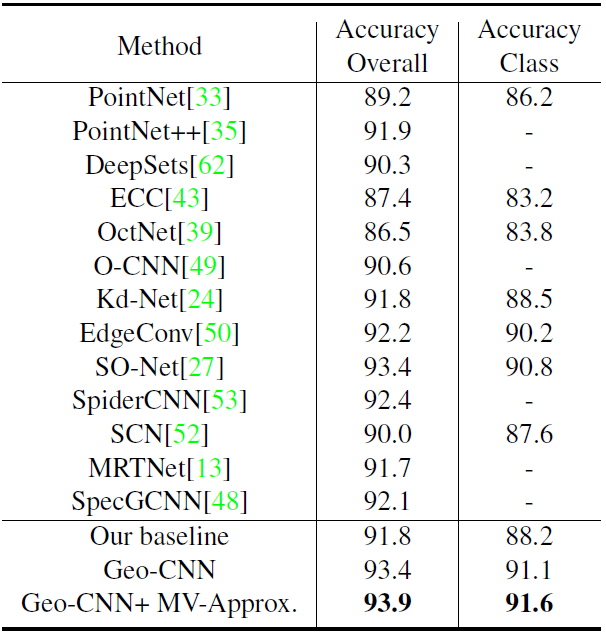 Method Accuracy Overall Accuracy Class
PointNet[33] 89.2 86.2
PointNet++[35] 91.9 -
DeepSets[62] 90.3 -
ECC[43] 87.4 83.2
OctNet[39] 86.5 83.8
O-CNN[49] 90.6 -
Kd-Net[24] 91.8 88.5
EdgeConv[50] 92.2 90.2
SO-Net[27] 93.4 90.8
SpiderCNN[53] 92.4 -
SCN[52] 90.0 87.6
MRTNet[13] 91.7 -
SpecGCNN[48] 92.1 -
Our baseline 91.8 88.2
Geo-CNN 93.4 91.1
Geo-CNN+ MV-Approx. 93.9 91.6